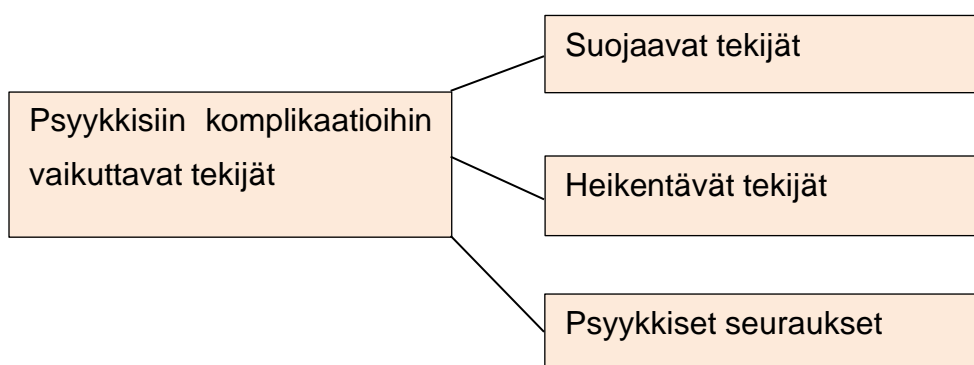 Suojaavat tekijät
Psyykkisiin komplikaatioihin
vaikuttavat tekijät
Heikentävät tekijät
Psyykkiset seuraukset